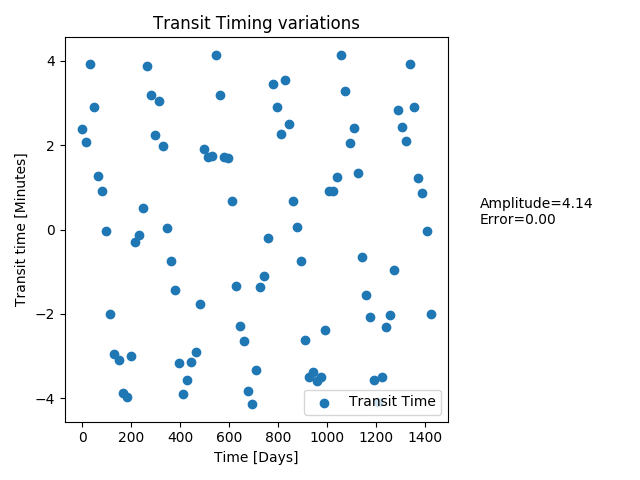 Transit Timing variations
4
2
0
−2
−4
Transit time [Minutes]
Amplitude=4.14
Error=0.00
Transit Time
0
200
400
600
800
1000
1200
1400
Time [Days]